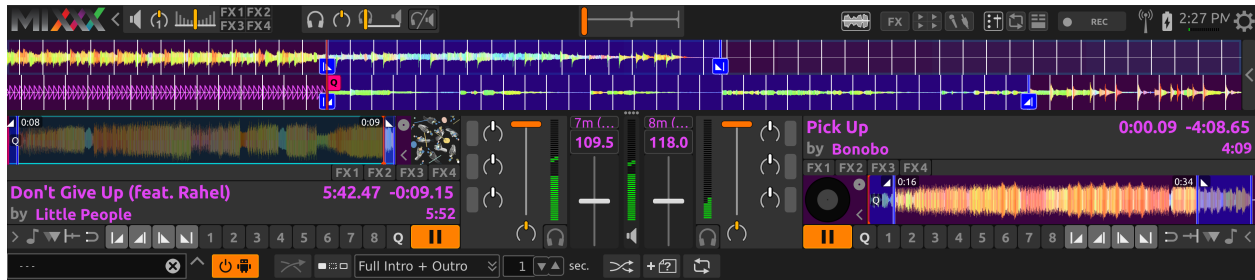 MIXXX
FX1 FX2
FX3 FX4
FX
REC
2:27 PM
Q
0:08
0:09
Q
FX1 FX2 FX3 FX4
Don't Give Up (feat. Rahel)
5:42.47 -0:09.15
by Little People
5:52
7m (...
109.5
8m (...
118.0
Pick Up
0:00.09 -4:08.65
by Bonobo
4:09
FX1 FX2 FX3 FX4
0:16
0:34
Q
1 2 3 4 5 6 7 8 Q
Q 1 2 3 4 5 6 7 8
---
Full Intro + Outro
1
sec.